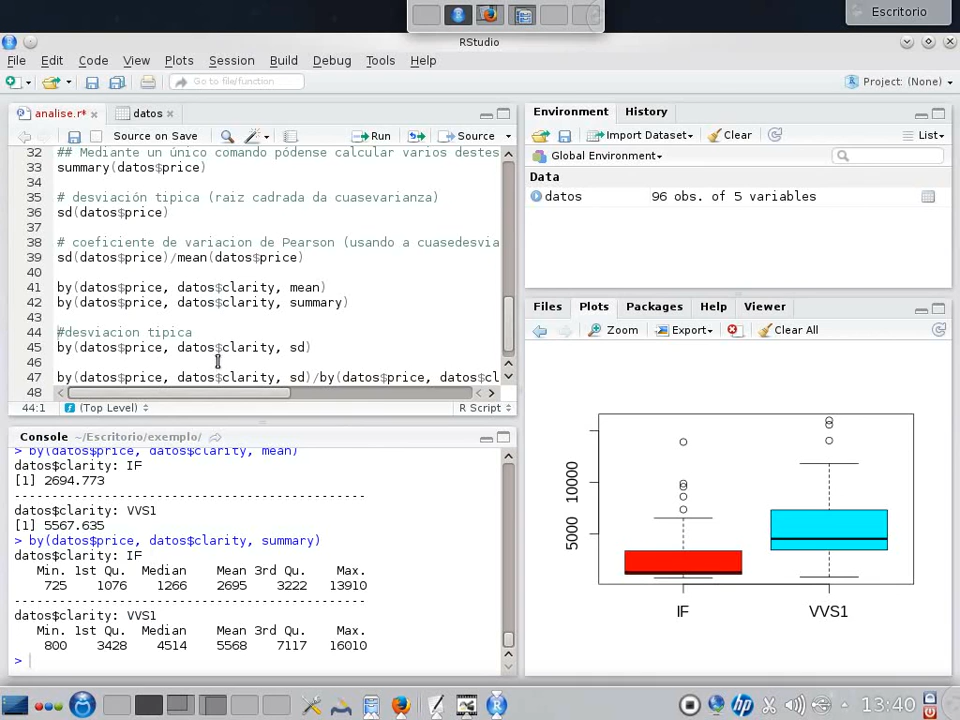 Escritorio
RStudio
File Edit Code View Plots Session Build Debug Tools Help
Go to file/function
Project: (None)
analise.r*
datos
Source on Save
Run
Source
32 ## Mediante un único comando pódense calcular varios destes
33 summary(datos$price)
34
35 # desviación tipica (raiz cadrada da cuasevarianza)
36 sd(datos$price)
37
38 # coeficiente de variacion de Pearson (usando a cuasedesvia
39 sd(datos$price)/mean(datos$price)
40
41 by(datos$price, datos$clarity, mean)
42 by(datos$price, datos$clarity, summary)
43
44 #desviacion tipica
45 by(datos$price, datos$clarity, sd)
46
47 by(datos$price, datos$clarity, sd)/by(datos$price, datos$cl
48
44:1 (Top Level) R Script
Console ~/Escritorio/exemplo/
> by(datos$price, datos$clarity, mean)
datos$clarity: IF
[1] 2694.773
-----------------------------------------------
datos$clarity: VVS1
[1] 5567.635
> by(datos$price, datos$clarity, summary)
datos$clarity: IF
Min. 1st Qu. Median Mean 3rd Qu. Max.
725 1076 1266 2695 3222 13910
-----------------------------------------------
datos$clarity: VVS1
Min. 1st Qu. Median Mean 3rd Qu. Max.
800 3428 4514 5568 7117 16010
>
Environment History
Import Dataset Clear List
Global Environment
Data
datos 96 obs. of 5 variables
Files Plots Packages Help Viewer
Zoom Export Clear All
5000 10000
IF VVS1
13:40